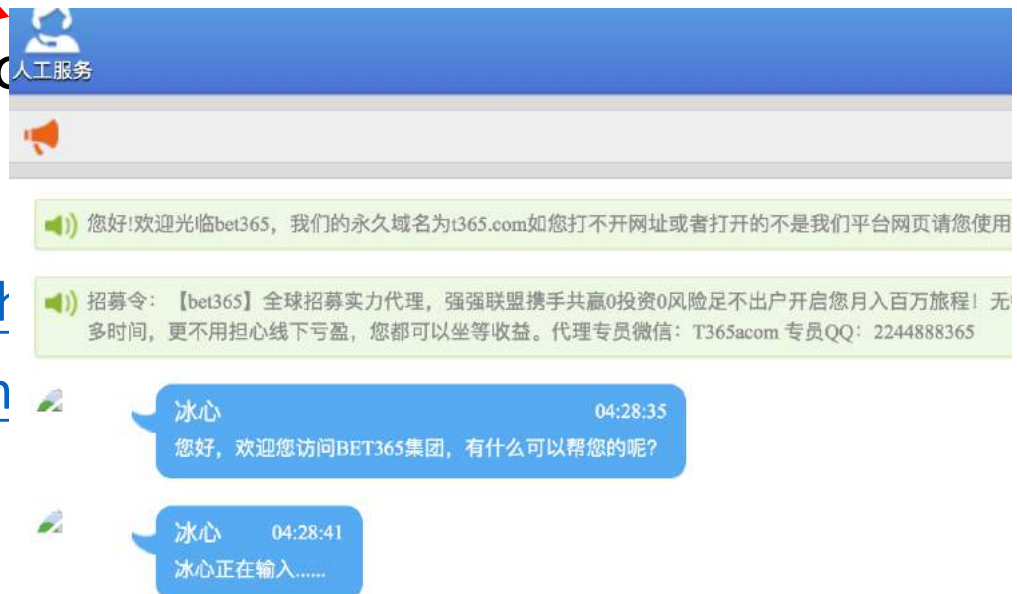 人工服务
您好!欢迎光临bet365，我们的永久域名为t365.com如您打不开网址或者打开的不是我们平台网页请您使用
招募令：【bet365】全球招募实力代理，强强联盟携手共赢0投资0风险足不出户开启您月入百万旅程！无
多时间，更不用担心线下亏盈，您都可以坐等收益。代理专员微信：T365acom 专员QQ：2244888365
冰心 04:28:35
您好，欢迎您访问BET365集团，有什么可以帮您的呢?
冰心 04:28:41
冰心正在输入......